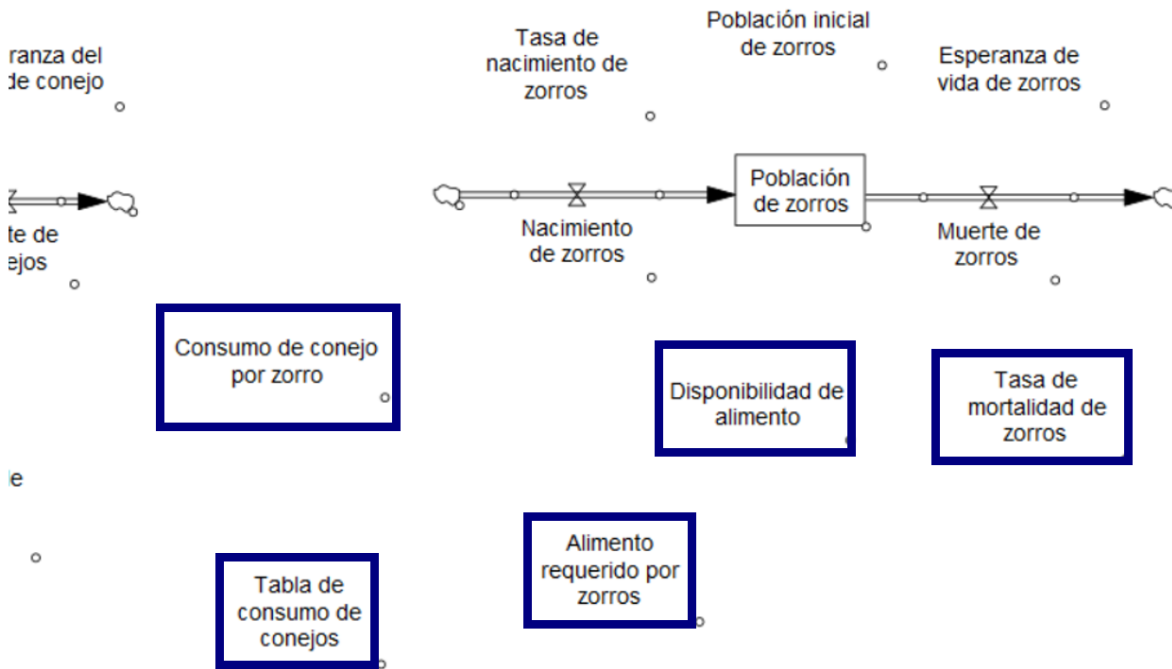 ranza del
de conejo
Tasa de
nacimiento de
zorros
Población inicial
de zorros
Esperanza de
vida de zorros
te de
ejos
Nacimiento
de zorros
Población
de zorros
Muerte de
zorros
Consumo de conejo
por zorro
Disponibilidad de
alimento
Tasa de
mortalidad de
zorros
le
Tabla de
consumo de
conejos
Alimento
requerido por
zorros